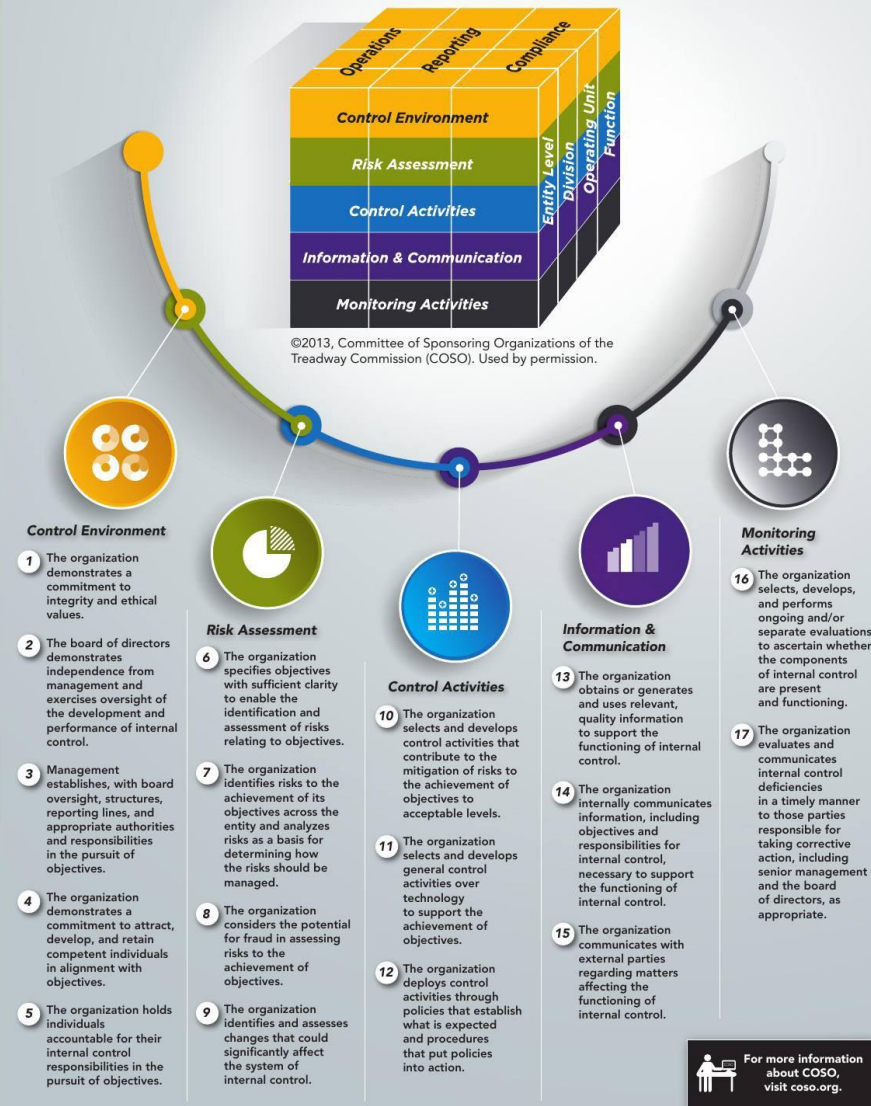 Operations
Reporting
Compliance
Control Environment
Risk Assessment
Control Activities
Information & Communication
Monitoring Activities
Entity Level
Division
Operating Unit
Function
©2013, Committee of Sponsoring Organizations of the
Treadway Commission (COSO). Used by permission.
Control Environment
1 The organization
demonstrates a
commitment to
integrity and ethical
values.
2 The board of directors
demonstrates
independence from
management and
exercises oversight of
the development and
performance of internal
control.
3 Management
establishes, with board
oversight, structures,
reporting lines, and
appropriate authorities
and responsibilities
in the pursuit of
objectives.
4 The organization
demonstrates a
commitment to attract,
develop, and retain
competent individuals
in alignment with
objectives.
5 The organization holds
individuals
accountable for their
internal control
responsibilities in the
pursuit of objectives.
Risk Assessment
6 The organization
specifies objectives
with sufficient clarity
to enable the
identification and
assessment of risks
relating to objectives.
7 The organization
identifies risks to the
achievement of its
objectives across the
entity and analyzes
risks as a basis for
determining how
the risks should be
managed.
8 The organization
considers the potential
for fraud in assessing
risks to the
achievement of
objectives.
9 The organization
identifies and assesses
changes that could
significantly affect
the system of
internal control.
Control Activities
10 The organization
selects and develops
control activities that
contribute to the
mitigation of risks to
the achievement of
objectives to
acceptable levels.
11 The organization
selects and develops
general control
activities over
technology
to support the
achievement of
objectives.
12 The organization
deploys control
activities through
policies that establish
what is expected
and procedures
that put policies
into action.
Information &
Communication
13 The organization
obtains or generates
and uses relevant,
quality information
to support the
functioning of internal
control.
14 The organization
internally communicates
information, including
objectives and
responsibilities for
internal control,
necessary to support
the functioning of
internal control.
15 The organization
communicates with
external parties
regarding matters
affecting the
functioning of
internal control.
Monitoring
Activities
16 The organization
selects, develops,
and performs
ongoing and/or
separate evaluations
to ascertain whether
the components
of internal control
are present
and functioning.
17 The organization
evaluates and
communicates
internal control
deficiencies
in a timely manner
to those parties
responsible for
taking corrective
action, including
senior management
and the board
of directors, as
appropriate.
For more information
about COSO,
visit coso.org.